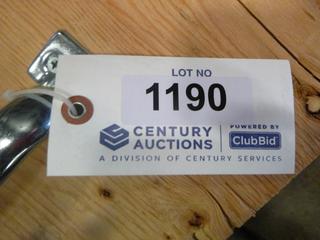 LOT NO
1190
CENTURY
AUCTIONS
POWERED BY
ClubBid
A DIVISION OF CENTURY SERVICES